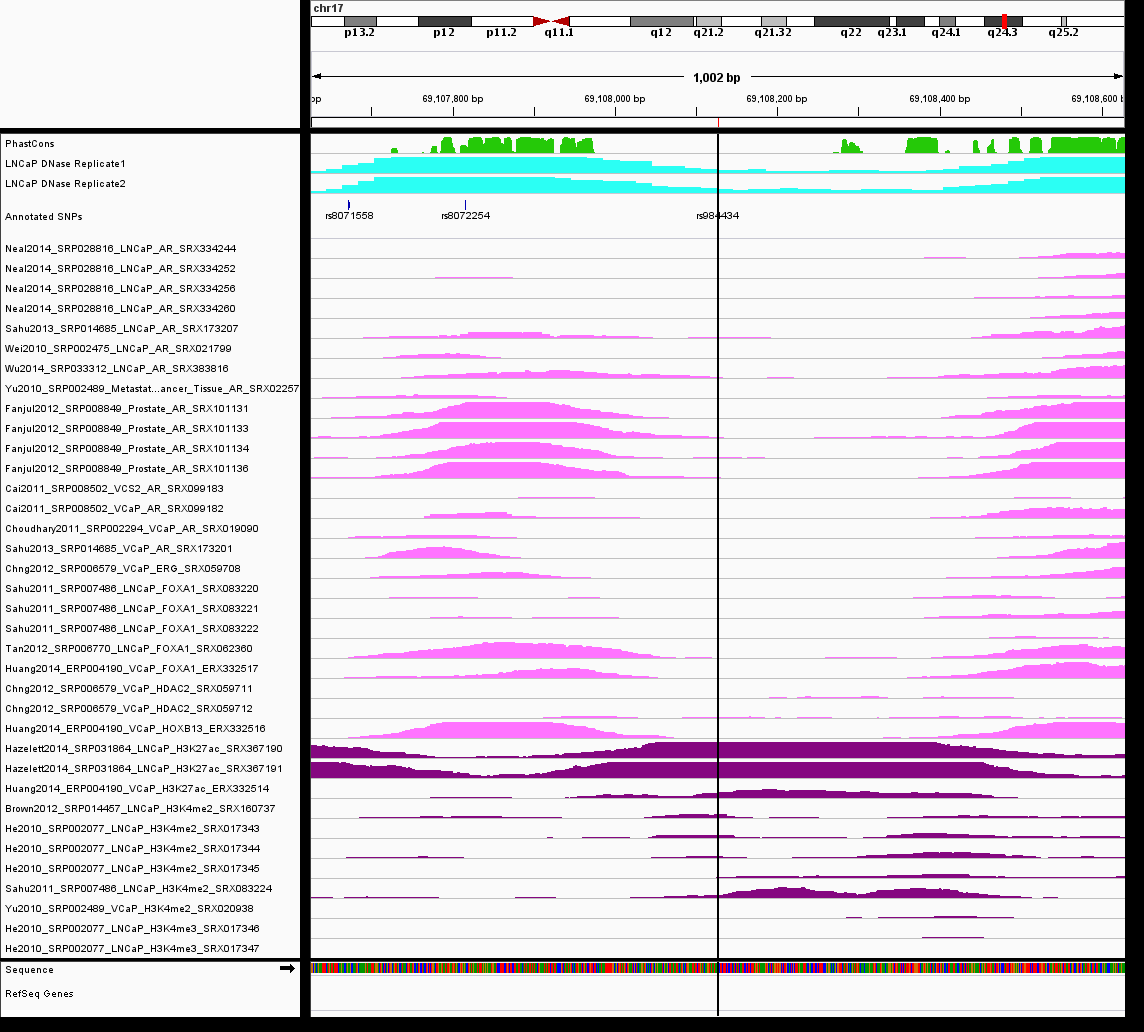 chr17
p13.2 p12 p11.2 q11.1 q12 q21.2 q21.32 q22 q23.1 q24.1 q24.3 q25.2
1,002 bp
bp 69,107,800 bp 69,108,000 bp 69,108,200 bp 69,108,400 bp 69,108,600 b
PhastCons
LNCaP DNase Replicate1
LNCaP DNase Replicate2
Annotated SNPs
rs8071558 rs8072254 rs984434
Neal2014_SRP028816_LNCaP_AR_SRX334244
Neal2014_SRP028816_LNCaP_AR_SRX334252
Neal2014_SRP028816_LNCaP_AR_SRX334256
Neal2014_SRP028816_LNCaP_AR_SRX334260
Sahu2013_SRP014685_LNCaP_AR_SRX173207
Wei2010_SRP002475_LNCaP_AR_SRX021799
Wu2014_SRP033312_LNCaP_AR_SRX383816
Yu2010_SRP002489_Metastat...ancer_Tissue_AR_SRX02257
Fanjul2012_SRP008849_Prostate_AR_SRX101131
Fanjul2012_SRP008849_Prostate_AR_SRX101133
Fanjul2012_SRP008849_Prostate_AR_SRX101134
Fanjul2012_SRP008849_Prostate_AR_SRX101136
Cai2011_SRP008502_VCS2_AR_SRX099183
Cai2011_SRP008502_VCaP_AR_SRX099182
Choudhary2011_SRP002294_VCaP_AR_SRX019090
Sahu2013_SRP014685_VCaP_AR_SRX173201
Chng2012_SRP006579_VCaP_ERG_SRX059708
Sahu2011_SRP007486_LNCaP_FOXA1_SRX083220
Sahu2011_SRP007486_LNCaP_FOXA1_SRX083221
Sahu2011_SRP007486_LNCaP_FOXA1_SRX083222
Tan2012_SRP006770_LNCaP_FOXA1_SRX062360
Huang2014_ERP004190_VCaP_FOXA1_ERX332517
Chng2012_SRP006579_VCaP_HDAC2_SRX059711
Chng2012_SRP006579_VCaP_HDAC2_SRX059712
Huang2014_ERP004190_VCaP_HOXB13_ERX332516
Hazelett2014_SRP031864_LNCaP_H3K27ac_SRX367190
Hazelett2014_SRP031864_LNCaP_H3K27ac_SRX367191
Huang2014_ERP004190_VCaP_H3K27ac_ERX332514
Brown2012_SRP014457_LNCaP_H3K4me2_SRX160737
He2010_SRP002077_LNCaP_H3K4me2_SRX017343
He2010_SRP002077_LNCaP_H3K4me2_SRX017344
He2010_SRP002077_LNCaP_H3K4me2_SRX017345
Sahu2011_SRP007486_LNCaP_H3K4me2_SRX083224
Yu2010_SRP002489_VCaP_H3K4me2_SRX020938
He2010_SRP002077_LNCaP_H3K4me3_SRX017346
He2010_SRP002077_LNCaP_H3K4me3_SRX017347
Sequence
RefSeq Genes